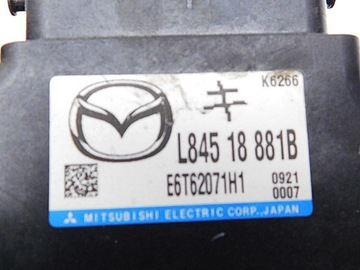 K6266
L845 18 881B
E6T62071H1 0921
0007
MITSUBISHI ELECTRIC CORP., JAPAN